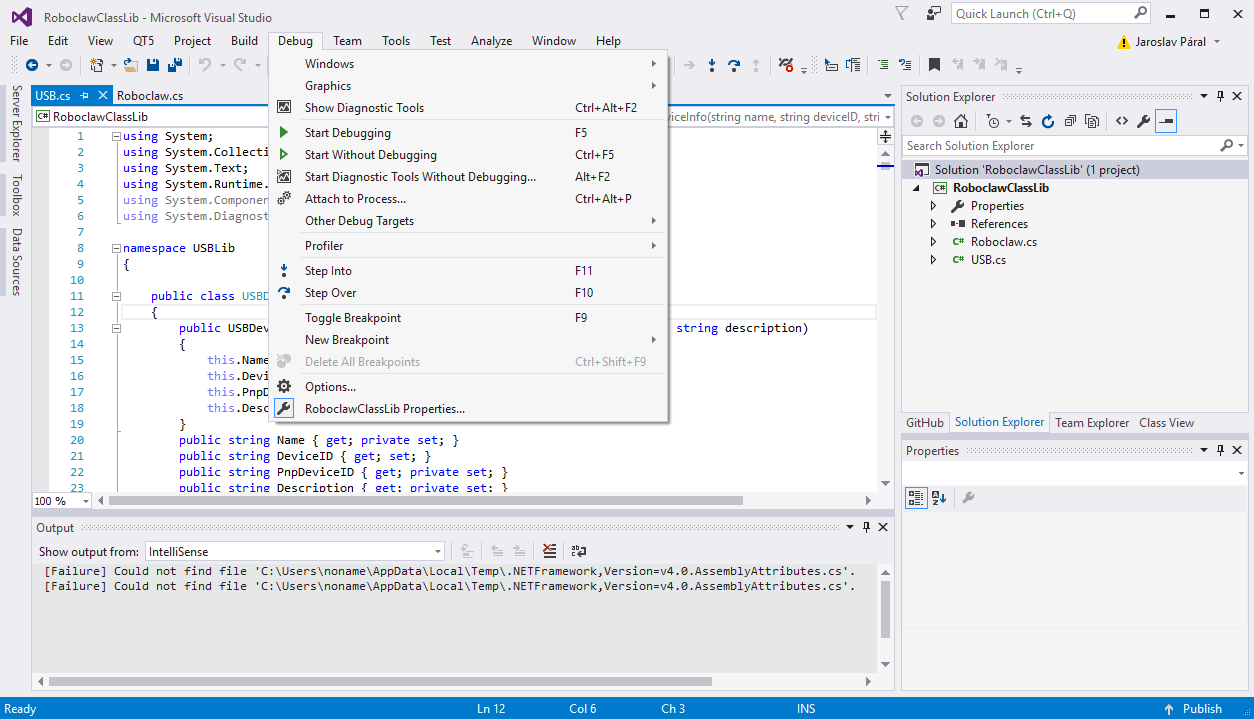 RoboclawClassLib - Microsoft Visual Studio
Quick Launch (Ctrl+Q)
File Edit View QT5 Project Build Debug Team Tools Test Analyze Window Help
Jaroslav Páral
Server Explorer
Toolbox
Data Sources
USB.cs
Roboclaw.cs
RoboclawClassLib
viceInfo(string name, string deviceID, stri
1 using System;
2 using System.Collecti
3 using System.Text;
4 using System.Runtime.
5 using System.Componen
6 using System.Diagnost
7
8 namespace USBLib
9 {
10
11 public class USBD
12 {
13 public USBDev string description)
14 {
15 this.Name
16 this.Devi
17 this.PnpD
18 this.Desc
19 }
20 public string Name { get; private set; }
21 public string DeviceID { get; set; }
22 public string PnpDeviceID { get; private set; }
23 public string Description { get; private set; }
100 %
Windows
Graphics
Show Diagnostic Tools Ctrl+Alt+F2
Start Debugging F5
Start Without Debugging Ctrl+F5
Start Diagnostic Tools Without Debugging... Alt+F2
Attach to Process... Ctrl+Alt+P
Other Debug Targets
Profiler
Step Into F11
Step Over F10
Toggle Breakpoint F9
New Breakpoint
Delete All Breakpoints Ctrl+Shift+F9
Options...
RoboclawClassLib Properties...
Solution Explorer
Search Solution Explorer
Solution 'RoboclawClassLib' (1 project)
C# RoboclawClassLib
Properties
References
C# Roboclaw.cs
C# USB.cs
GitHub Solution Explorer Team Explorer Class View
Properties
Output
Show output from: IntelliSense
[Failure] Could not find file 'C:\Users\noname\AppData\Local\Temp\.NETFramework,Version=v4.0.AssemblyAttributes.cs'.
[Failure] Could not find file 'C:\Users\noname\AppData\Local\Temp\.NETFramework,Version=v4.0.AssemblyAttributes.cs'.
Ready Ln 12 Col 6 Ch 3 INS Publish